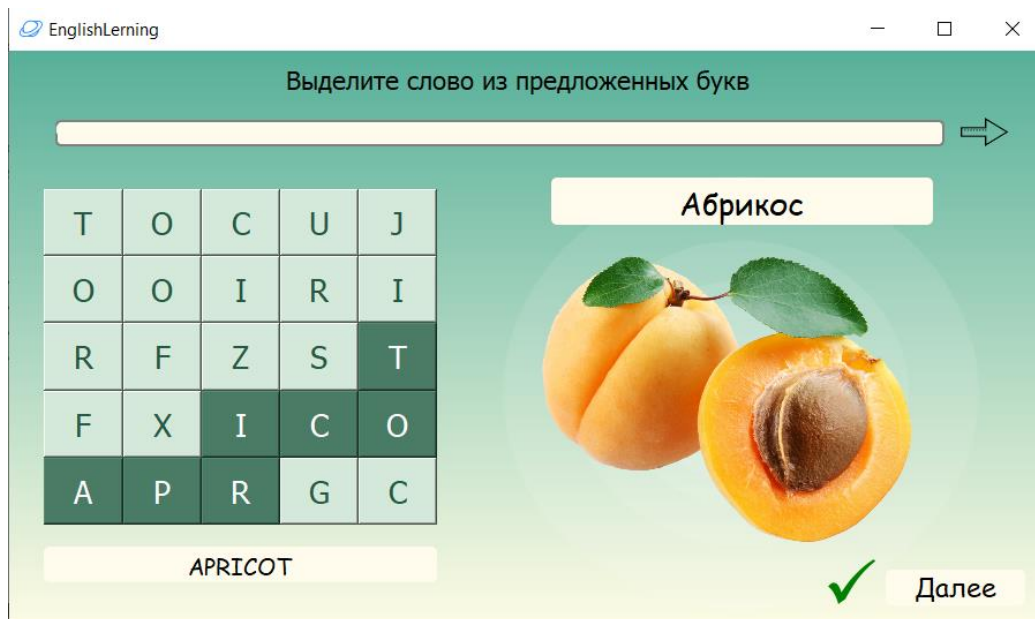 EnglishLerning
Выделите слово из предложенных букв
Абрикос
T O C U J
O O I R I
R F Z S T
F X I C O
A P R G C
APRICOT
Далее